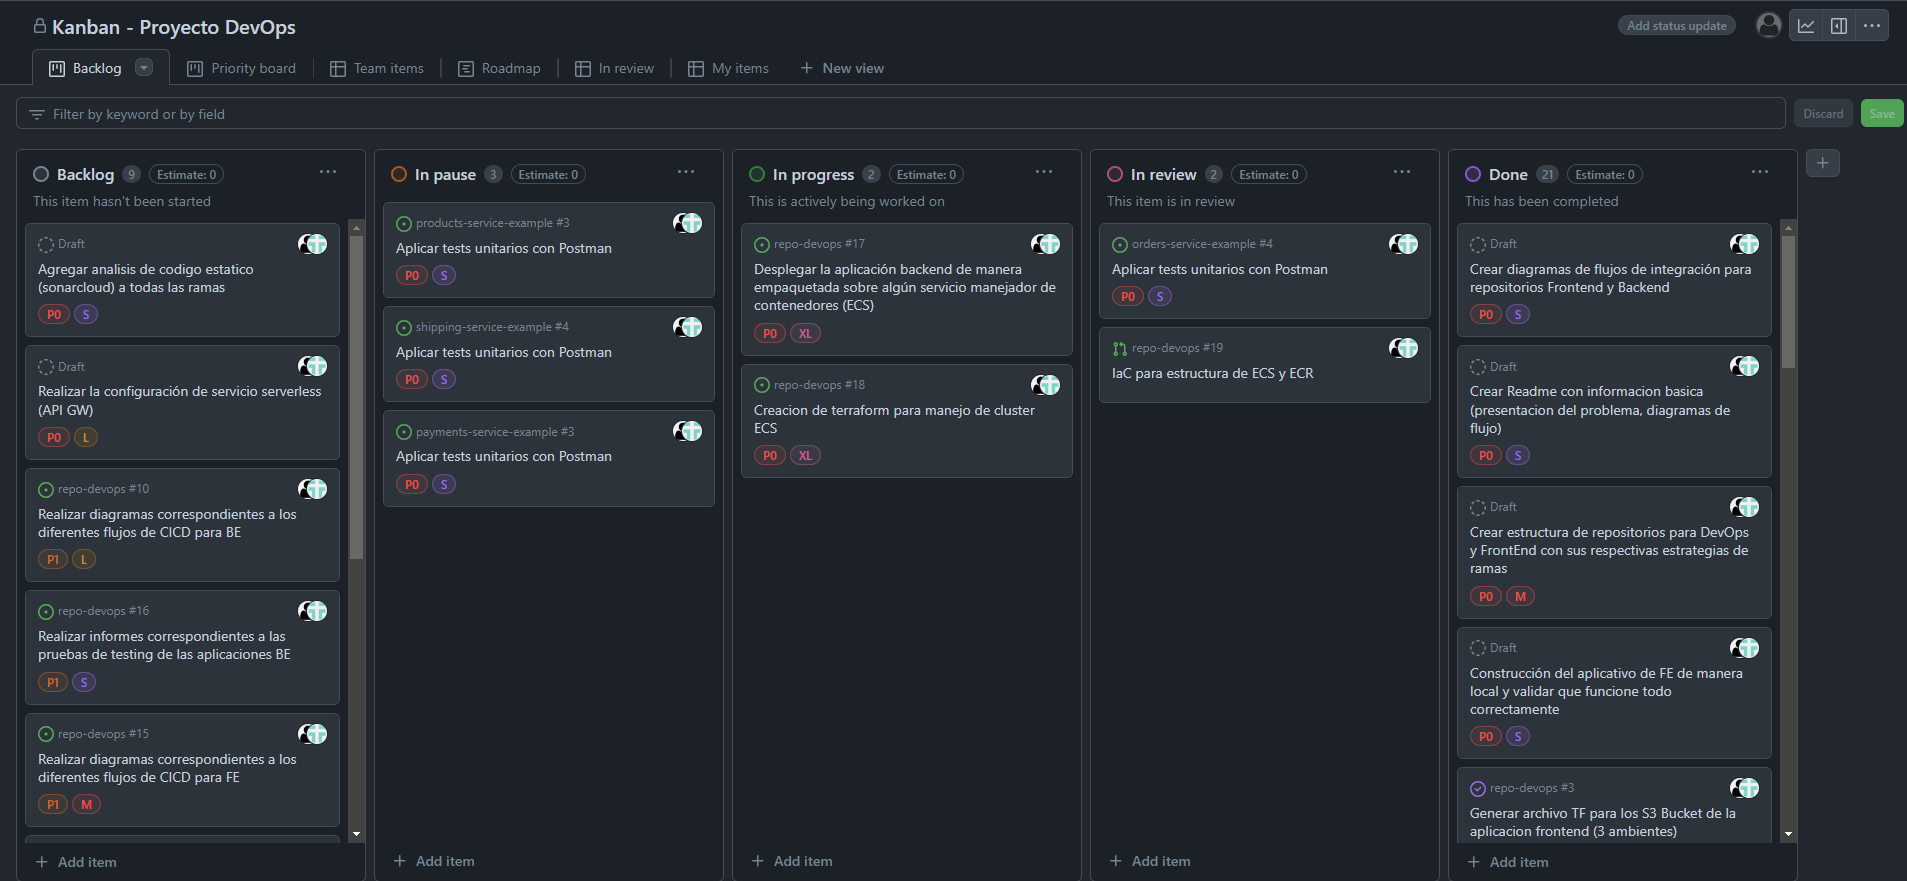 Kanban - Proyecto DevOps
Add status update
Backlog
Priority board
Team items
Roadmap
In review
My items
New view
Filter by keyword or by field
Discard
Save
Backlog 9 Estimate: 0
This item hasn't been started
Draft
Agregar analisis de codigo estatico
(sonarcloud) a todas las ramas
P0 S
Draft
Realizar la configuración de servicio serverless
(API GW)
P0 L
repo-devops #10
Realizar diagramas correspondientes a los
diferentes flujos de CICD para BE
P1 L
repo-devops #16
Realizar informes correspondientes a las
pruebas de testing de las aplicaciones BE
P1 S
repo-devops #15
Realizar diagramas correspondientes a los
diferentes flujos de CICD para FE
P1 M
Add item
In pause 3 Estimate: 0
products-service-example #3
Aplicar tests unitarios con Postman
P0 S
shipping-service-example #4
Aplicar tests unitarios con Postman
P0 S
payments-service-example #3
Aplicar tests unitarios con Postman
P0 S
Add item
In progress 2 Estimate: 0
This is actively being worked on
repo-devops #17
Desplegar la aplicación backend de manera
empaquetada sobre algún servicio manejador de
contenedores (ECS)
P0 XL
repo-devops #18
Creacion de terraform para manejo de cluster
ECS
P0 XL
Add item
In review 2 Estimate: 0
This item is in review
orders-service-example #4
Aplicar tests unitarios con Postman
P0 S
repo-devops #19
IaC para estructura de ECS y ECR
Add item
Done 21 Estimate: 0
This has been completed
Draft
Crear diagramas de flujos de integración para
repositorios Frontend y Backend
P0 S
Draft
Crear Readme con informacion basica
(presentacion del problema, diagramas de
flujo)
P0 S
Draft
Crear estructura de repositorios para DevOps
y FrontEnd con sus respectivas estrategias de
ramas
P0 M
Draft
Construcción del aplicativo de FE de manera
local y validar que funcione todo
correctamente
P0 S
repo-devops #3
Generar archivo TF para los S3 Bucket de la
aplicacion frontend (3 ambientes)
Add item